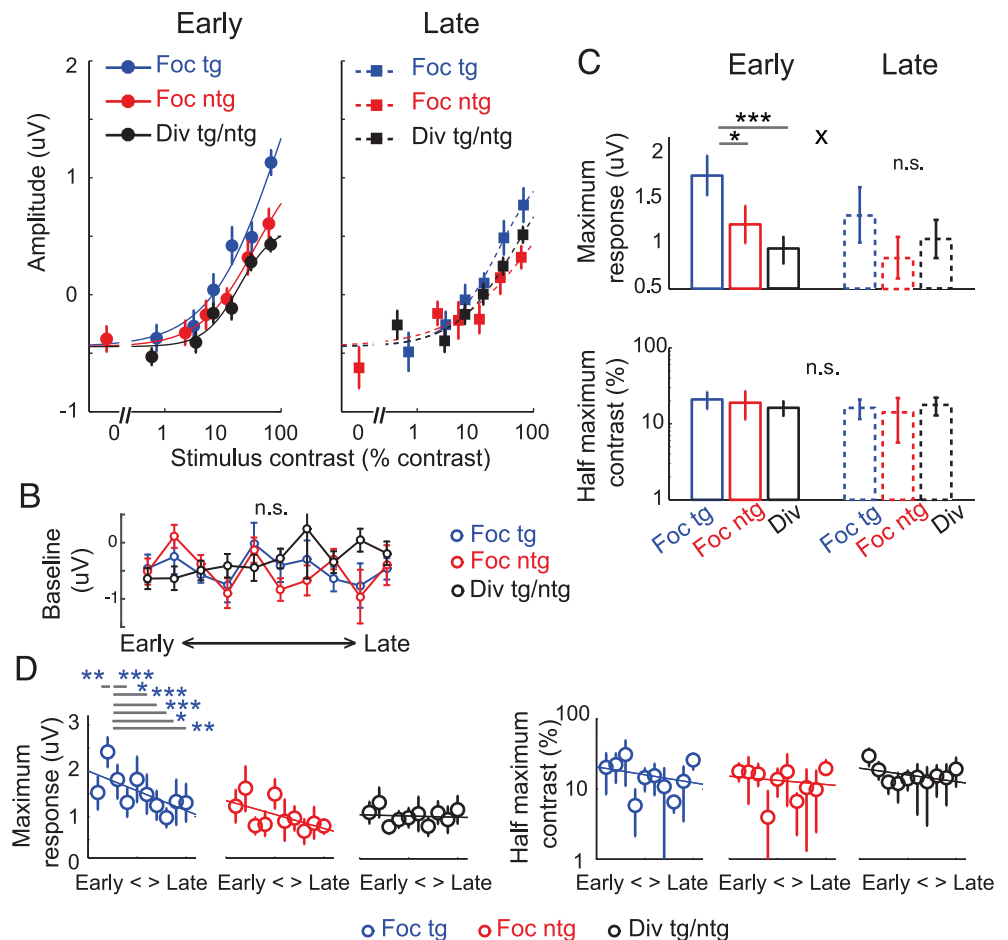 Early
Late
2
1
0
-1
Amplitude (uV)
Foc tg
Foc ntg
Div tg/ntg
Foc tg
Foc ntg
Div tg/ntg
0 1 10 100
0 1 10 100
Stimulus contrast (% contrast)
B
n.s.
0
-1
Baseline
(uV)
Foc tg
Foc ntg
Div tg/ntg
Early
Late
C
Early
Late
***
*
x
n.s.
2
1.5
1
0.5
Maximum
response (uV)
n.s.
100
10
1
Half maximum
contrast (%)
Foc tg
Foc ntg
Div
Foc tg
Foc ntg
Div
D
** ***
*
***
***
*
**
3
2
1
0
Maximum
response (uV)
Early < > Late
Early < > Late
Early < > Late
100
10
1
Half maximum
contrast (%)
Early < > Late
Early < > Late
Early < > Late
Foc tg
Foc ntg
Div tg/ntg